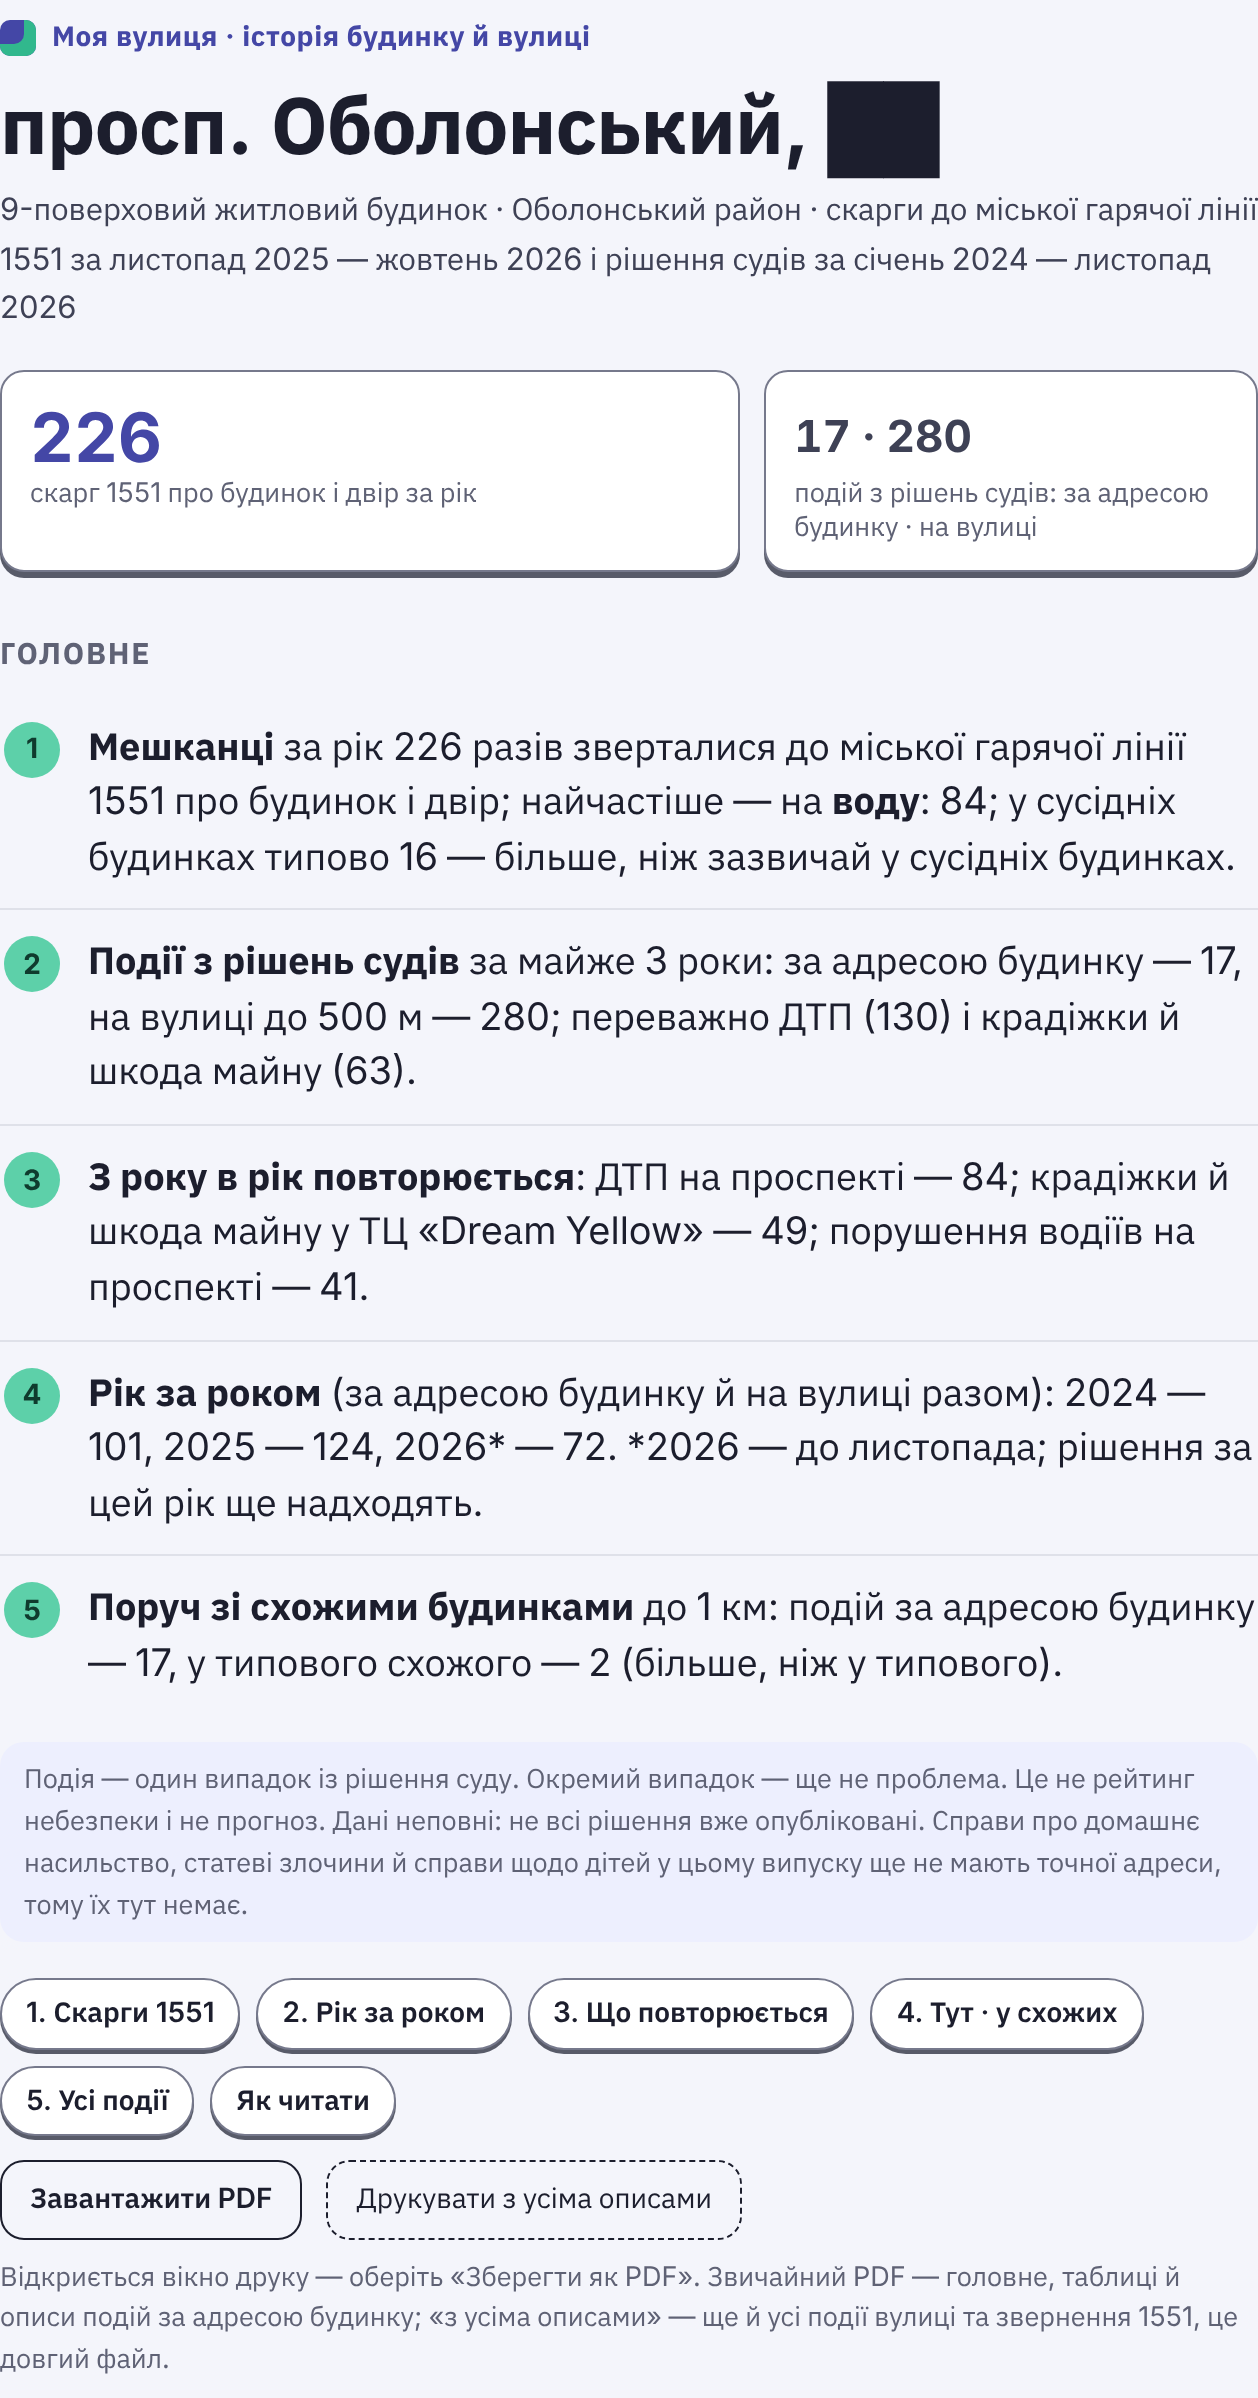 Моя вулиця · історія будинку й вулиці
просп. Оболонський,
9-поверховий житловий будинок · Оболонський район · скарги до міської гарячої лінії
1551 за листопад 2025 — жовтень 2026 і рішення судів за січень 2024 — листопад
2026
226
скарг 1551 про будинок і двір за рік
17 · 280
подій з рішень судів: за адресою
будинку · на вулиці
ГОЛОВНЕ
1
Мешканці за рік 226 разів зверталися до міської гарячої лінії
1551 про будинок і двір; найчастіше — на воду: 84; у сусідніх
будинках типово 16 — більше, ніж зазвичай у сусідніх будинках.
2
Події з рішень судів за майже 3 роки: за адресою будинку — 17,
на вулиці до 500 м — 280; переважно ДТП (130) і крадіжки й
шкода майну (63).
3
З року в рік повторюється: ДТП на проспекті — 84; крадіжки й
шкода майну у ТЦ «Dream Yellow» — 49; порушення водіїв на
проспекті — 41.
4
Рік за роком (за адресою будинку й на вулиці разом): 2024 —
101, 2025 — 124, 2026* — 72. *2026 — до листопада; рішення за
цей рік ще надходять.
5
Поруч зі схожими будинками до 1 км: подій за адресою будинку
— 17, у типового схожого — 2 (більше, ніж у типового).
Подія — один випадок із рішення суду. Окремий випадок — ще не проблема. Це не рейтинг
небезпеки і не прогноз. Дані неповні: не всі рішення вже опубліковані. Справи про домашнє
насильство, статеві злочини й справи щодо дітей у цьому випуску ще не мають точної адреси,
тому їх тут немає.
1. Скарги 1551
2. Рік за роком
3. Що повторюється
4. Тут · у схожих
5. Усі події
Як читати
Завантажити PDF
Друкувати з усіма описами
Відкриється вікно друку — оберіть «Зберегти як PDF». Звичайний PDF — головне, таблиці й
описи подій за адресою будинку; «з усіма описами» — ще й усі події вулиці та звернення 1551, це
довгий файл.